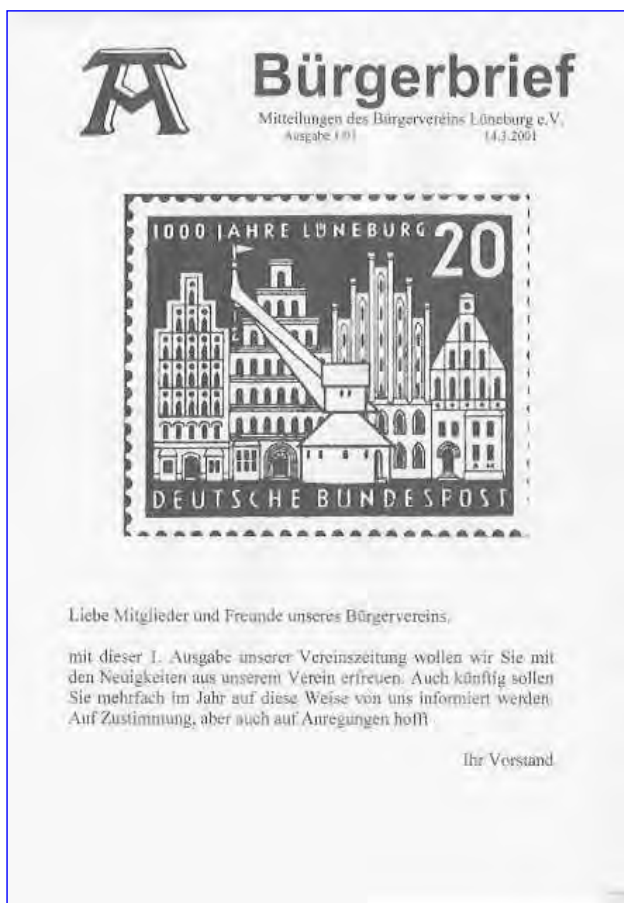 Bürgerbrief
Mitteilungen des Bürgervereins Lüneburg e.V.
Ausgabe 1/01 14.3.2001
1000 JAHRE LÜNEBURG 20
DEUTSCHE BUNDESPOST
Liebe Mitglieder und Freunde unseres Bürgervereins,
mit dieser 1. Ausgabe unserer Vereinszeitung wollen wir Sie mit
den Neuigkeiten aus unserem Verein erfreuen. Auch künftig sollen
Sie mehrfach im Jahr auf diese Weise von uns informiert werden.
Auf Zustimmung, aber auch auf Anregungen hofft
Ihr Vorstand